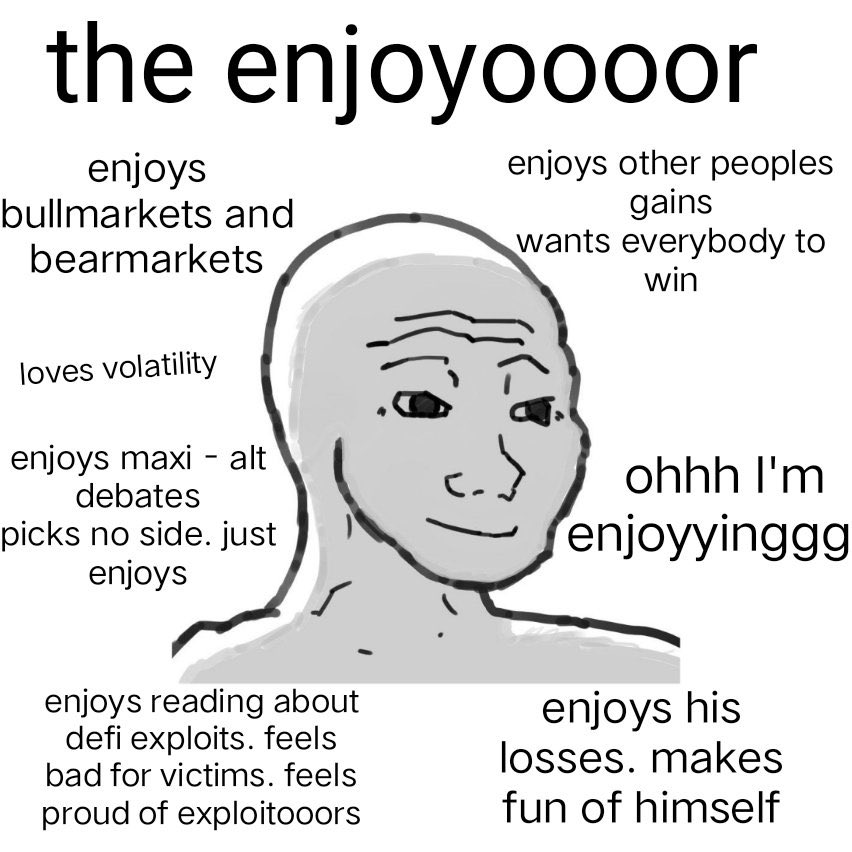 the enjoyoooor
enjoys
bullmarkets and
bearmarkets
enjoys other peoples
gains
wants everybody to
win
loves volatility
enjoys maxi - alt
debates
picks no side. just
enjoys
ohhh I'm
enjoyyinggg
enjoys reading about
defi exploits. feels
bad for victims. feels
proud of exploitooors
enjoys his
losses. makes
fun of himself